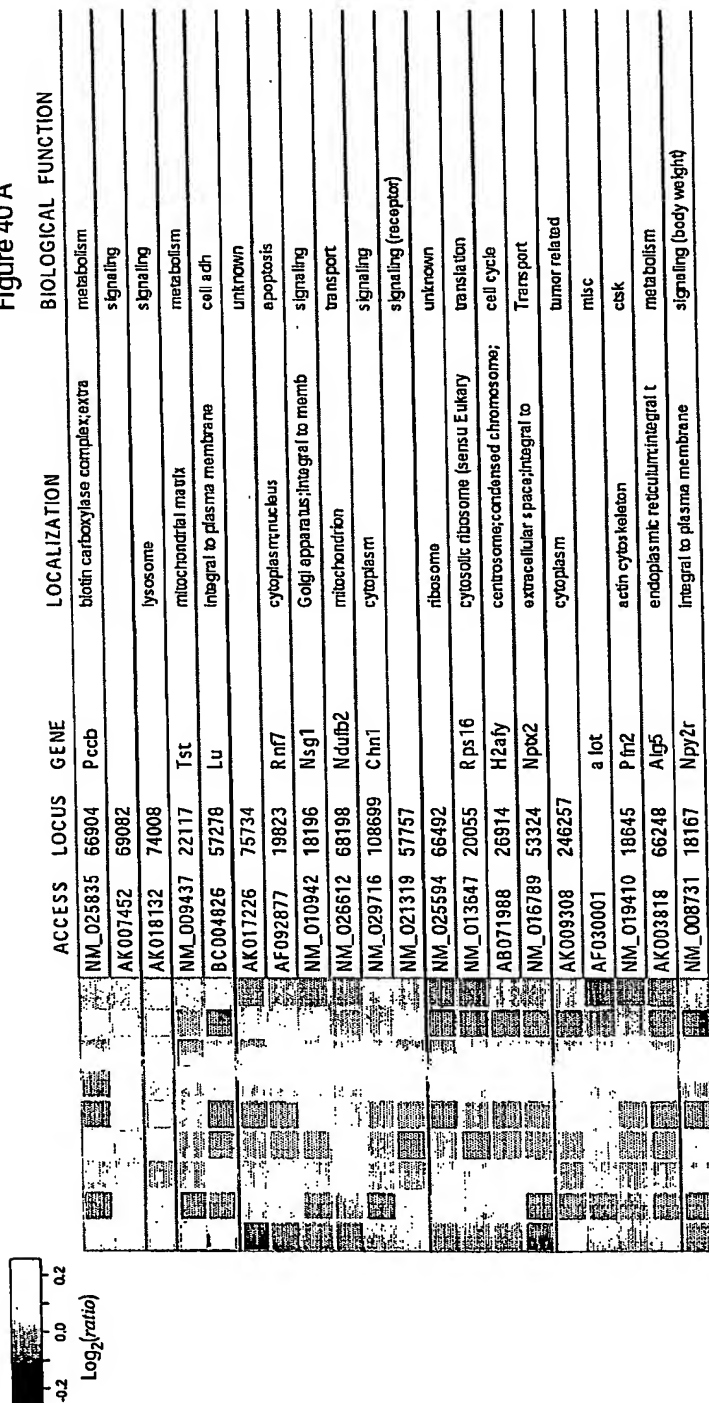 Figure 40 A
ACCESS LOCUS GENE LOCALIZATION BIOLOGICAL FUNCTION
NM_025835 66904 Pccb biotin carboxylase complex;extra metabolism
AK007452 69082 signaling
AK018132 74008 lysosome signaling
NM_009437 22117 Tst mitochondrial matrix metabolism
BC004826 57278 Lu integral to plasma membrane cell adh
AK017226 75734 unknown
AF092877 19823 Rnf7 cytoplasm;nucleus apoptosis
NM_010942 18196 Nsg1 Golgi apparatus;integral to memb signaling
NM_026612 68198 Ndufb2 mitochondrion transport
NM_029716 108699 Chn1 cytoplasm signaling
NM_021319 57757 signaling (receptor)
NM_025594 66492 ribosome unknown
NM_013647 20055 Rps16 cytosolic ribosome (sensu Eukary translation
AB071988 26914 H2afy centrosome;condensed chromosome; cell cycle
NM_016789 53324 Nptx2 extracellular space;integral to Transport
AK009308 246257 cytoplasm tumor related
AF030001 a lot misc
NM_019410 18645 Pfn2 actin cytoskeleton ctsk
AK003818 66248 Alg5 endoplasmic reticulum;integral t metabolism
NM_008731 18167 Npy2r integral to plasma membrane signaling (body weight)
-0.2 0.0 0.2
Log2(ratio)